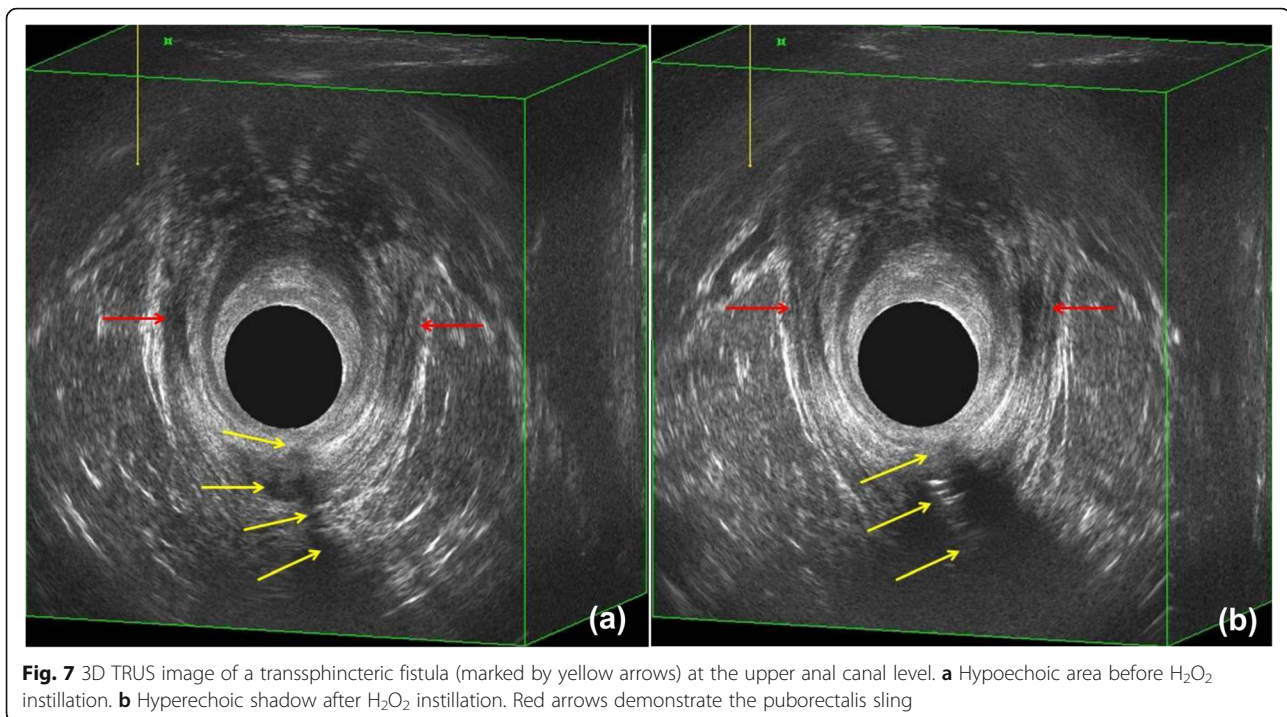 (a)
(b)
Fig. 7 3D TRUS image of a transsphincteric fistula (marked by yellow arrows) at the upper anal canal level. a Hypoechoic area before H₂O₂
instillation. b Hyperechoic shadow after H₂O₂ instillation. Red arrows demonstrate the puborectalis sling